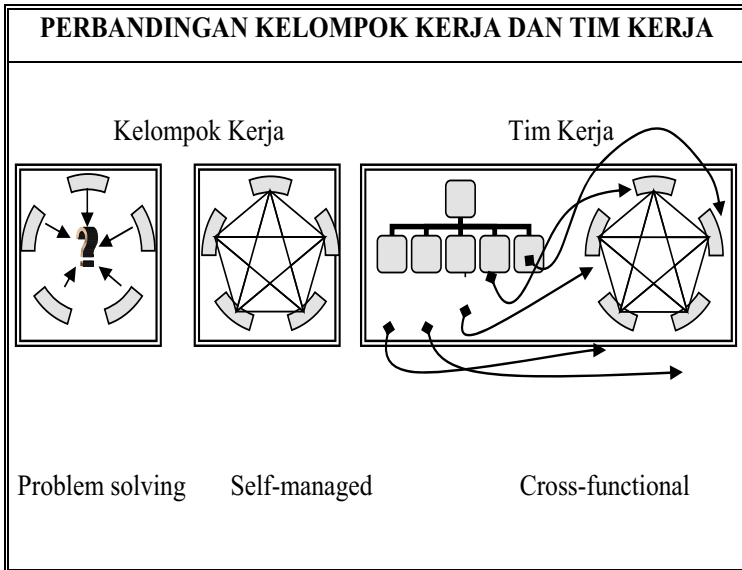 PERBANDINGAN KELOMPOK KERJA DAN TIM KERJA
Kelompok Kerja Tim Kerja
?
Problem solving Self-managed Cross-functional